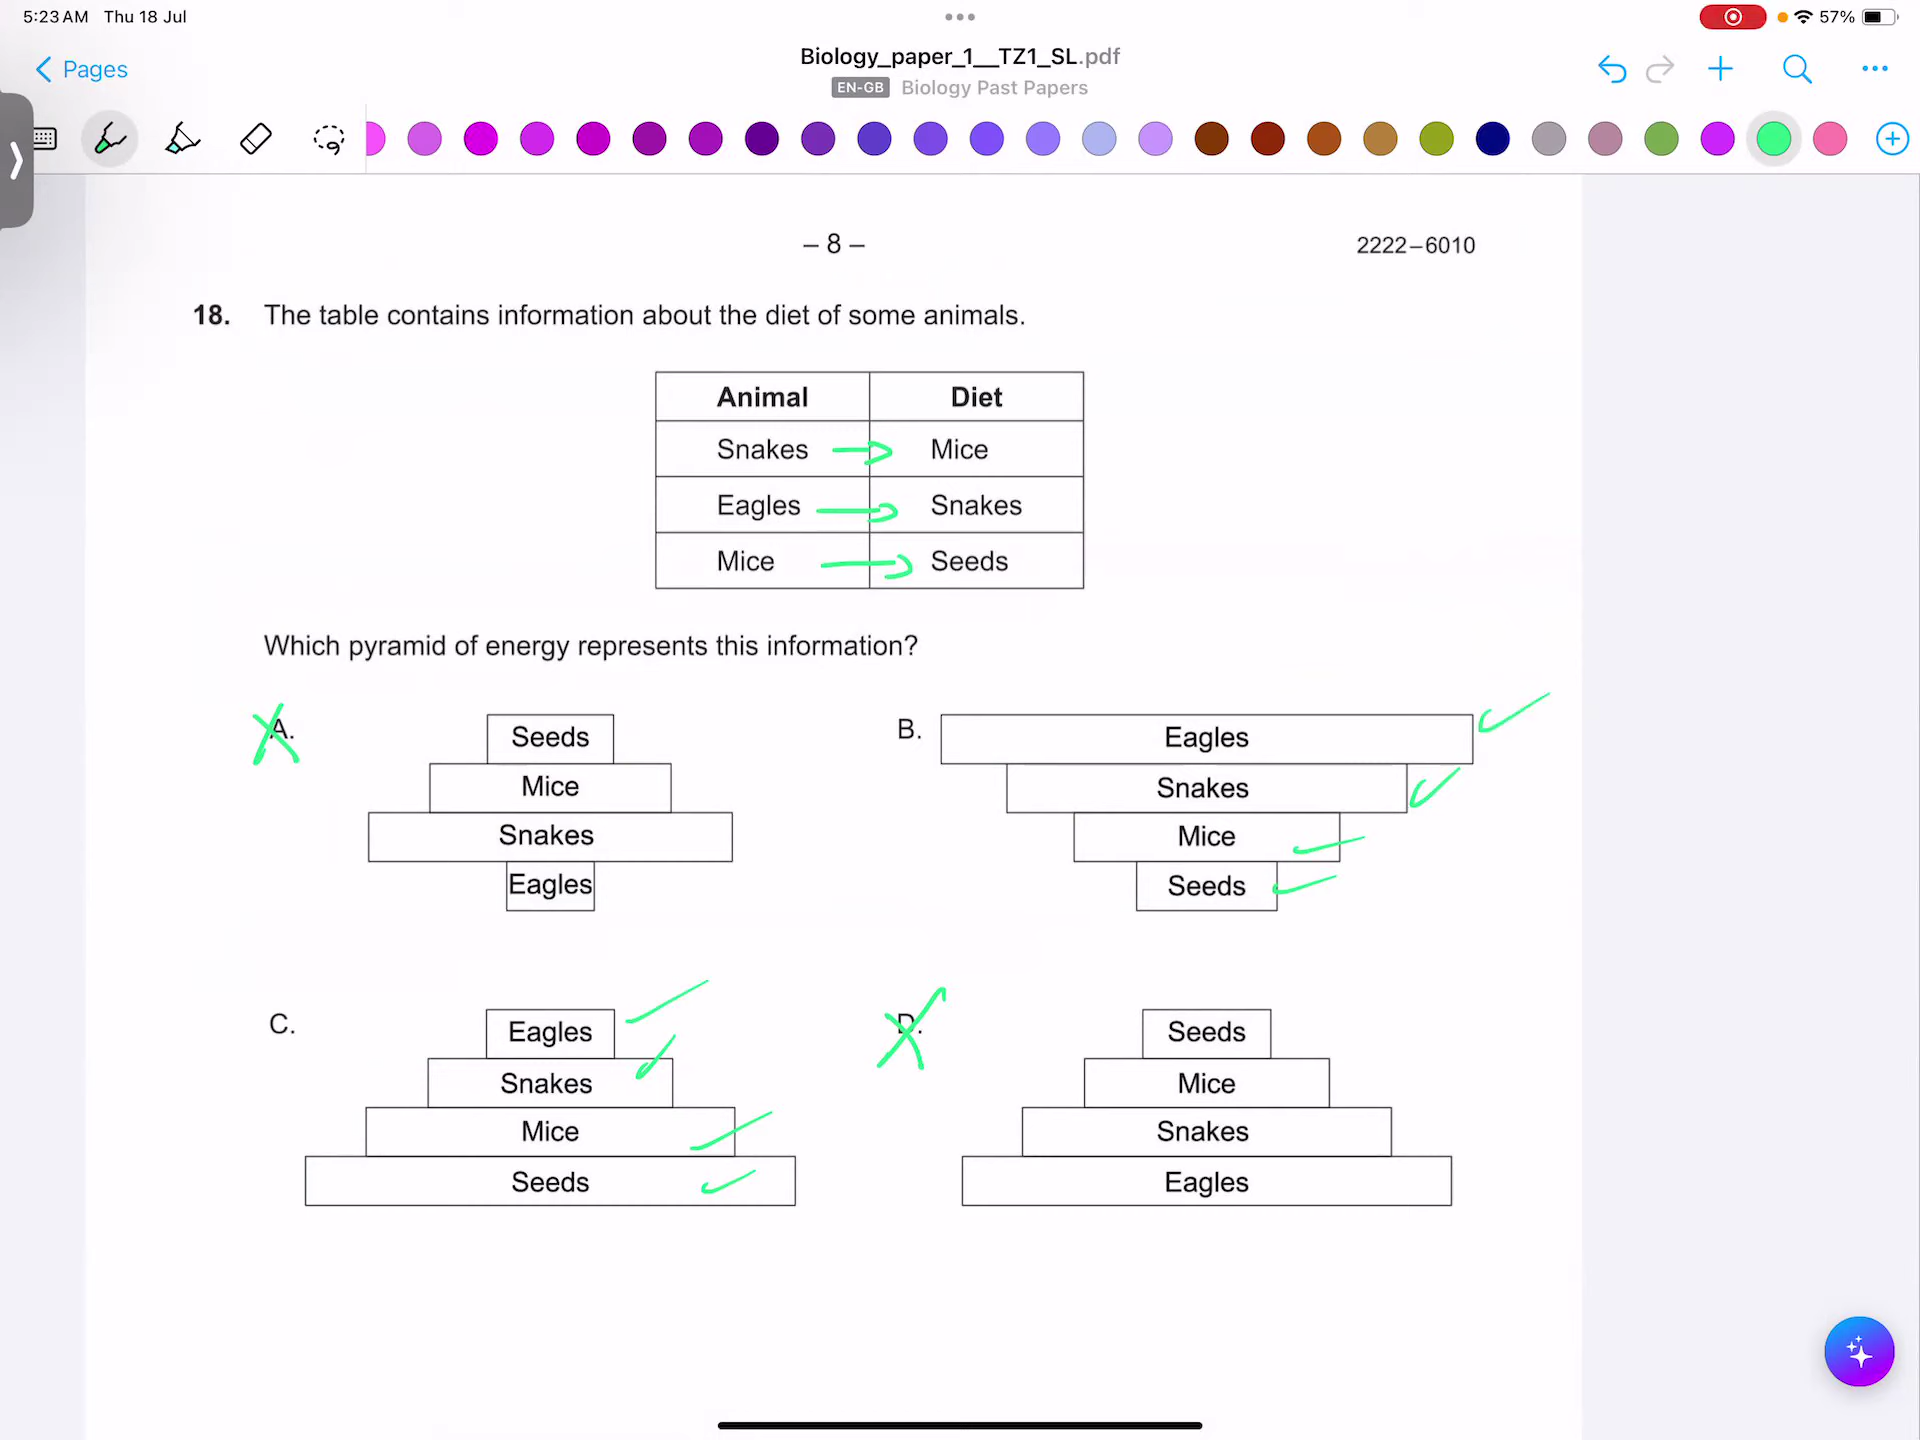 5:23 AM Thu 18 Jul
57%
Pages
Biology_paper_1__TZ1_SL.pdf
EN-GB Biology Past Papers
– 8 –
2222–6010
18. The table contains information about the diet of some animals.
Animal Diet
Snakes Mice
Eagles Snakes
Mice Seeds
Which pyramid of energy represents this information?
A.
Seeds
Mice
Snakes
Eagles
B.
Eagles
Snakes
Mice
Seeds
C.
Eagles
Snakes
Mice
Seeds
D.
Seeds
Mice
Snakes
Eagles